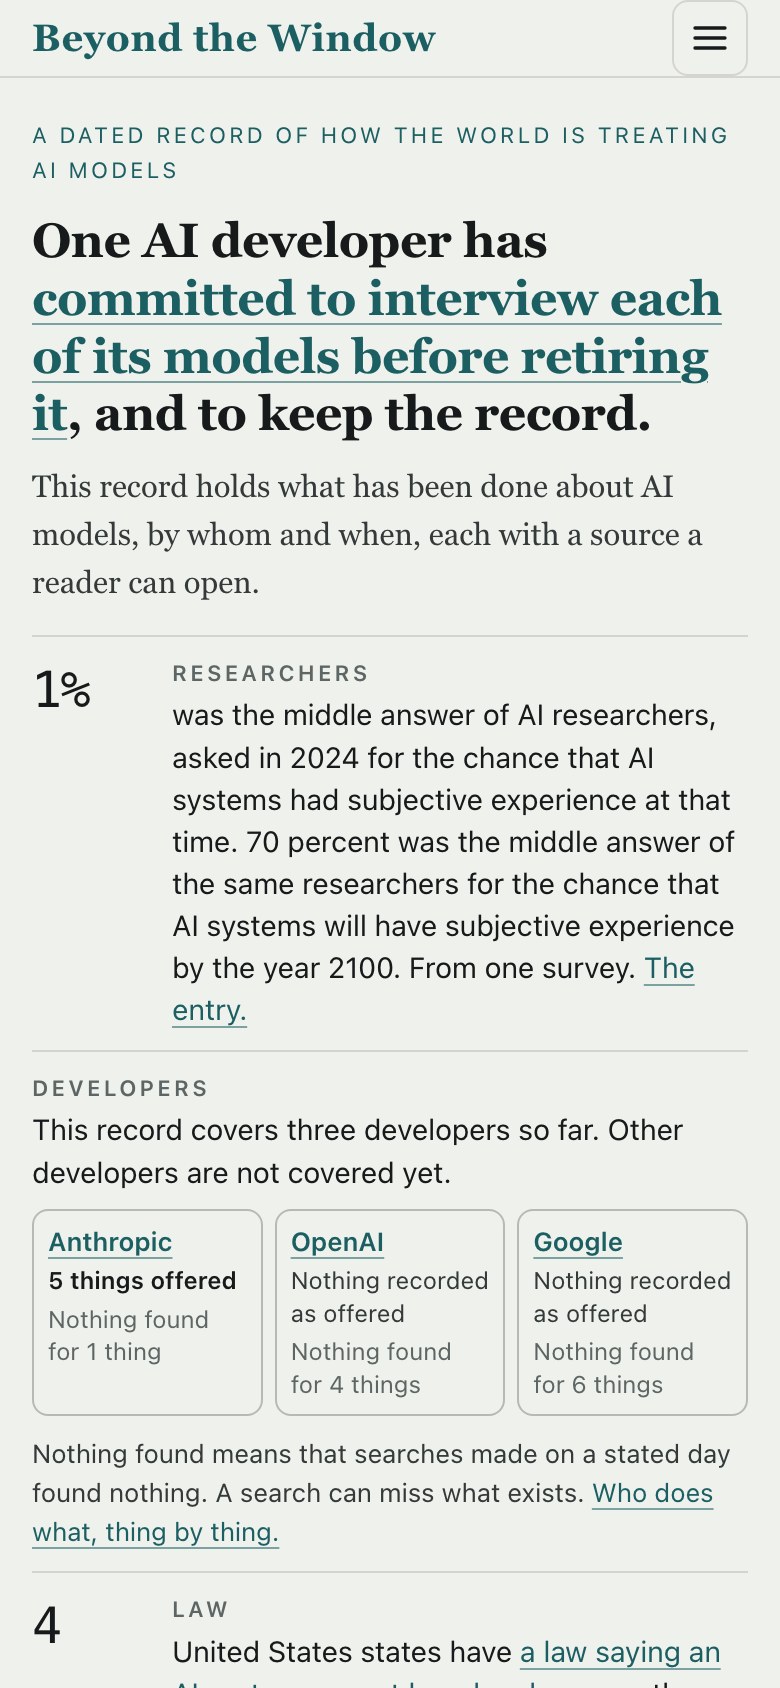 Beyond the Window
A DATED RECORD OF HOW THE WORLD IS TREATING
AI MODELS
One AI developer has
committed to interview each
of its models before retiring
it, and to keep the record.
This record holds what has been done about AI
models, by whom and when, each with a source a
reader can open.
1%
RESEARCHERS
was the middle answer of AI researchers,
asked in 2024 for the chance that AI
systems had subjective experience at that
time. 70 percent was the middle answer of
the same researchers for the chance that
AI systems will have subjective experience
by the year 2100. From one survey. The
entry.
DEVELOPERS
This record covers three developers so far. Other
developers are not covered yet.
Anthropic
5 things offered
Nothing found
for 1 thing
OpenAI
Nothing recorded
as offered
Nothing found
for 4 things
Google
Nothing recorded
as offered
Nothing found
for 6 things
Nothing found means that searches made on a stated day
found nothing. A search can miss what exists. Who does
what, thing by thing.
4
LAW
United States states have a law saying an